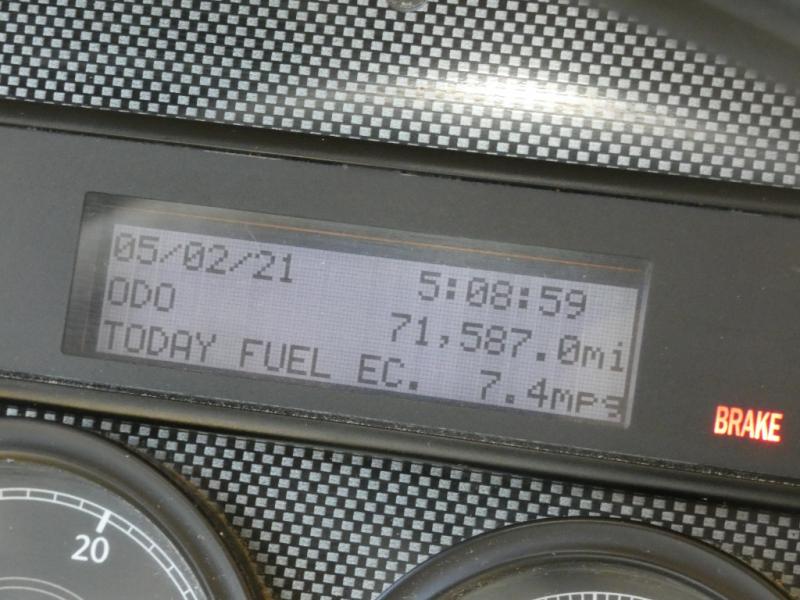 05/02/21 5:08:59
ODO 71,587.0mi
TODAY FUEL EC. 7.4mpg
BRAKE
20